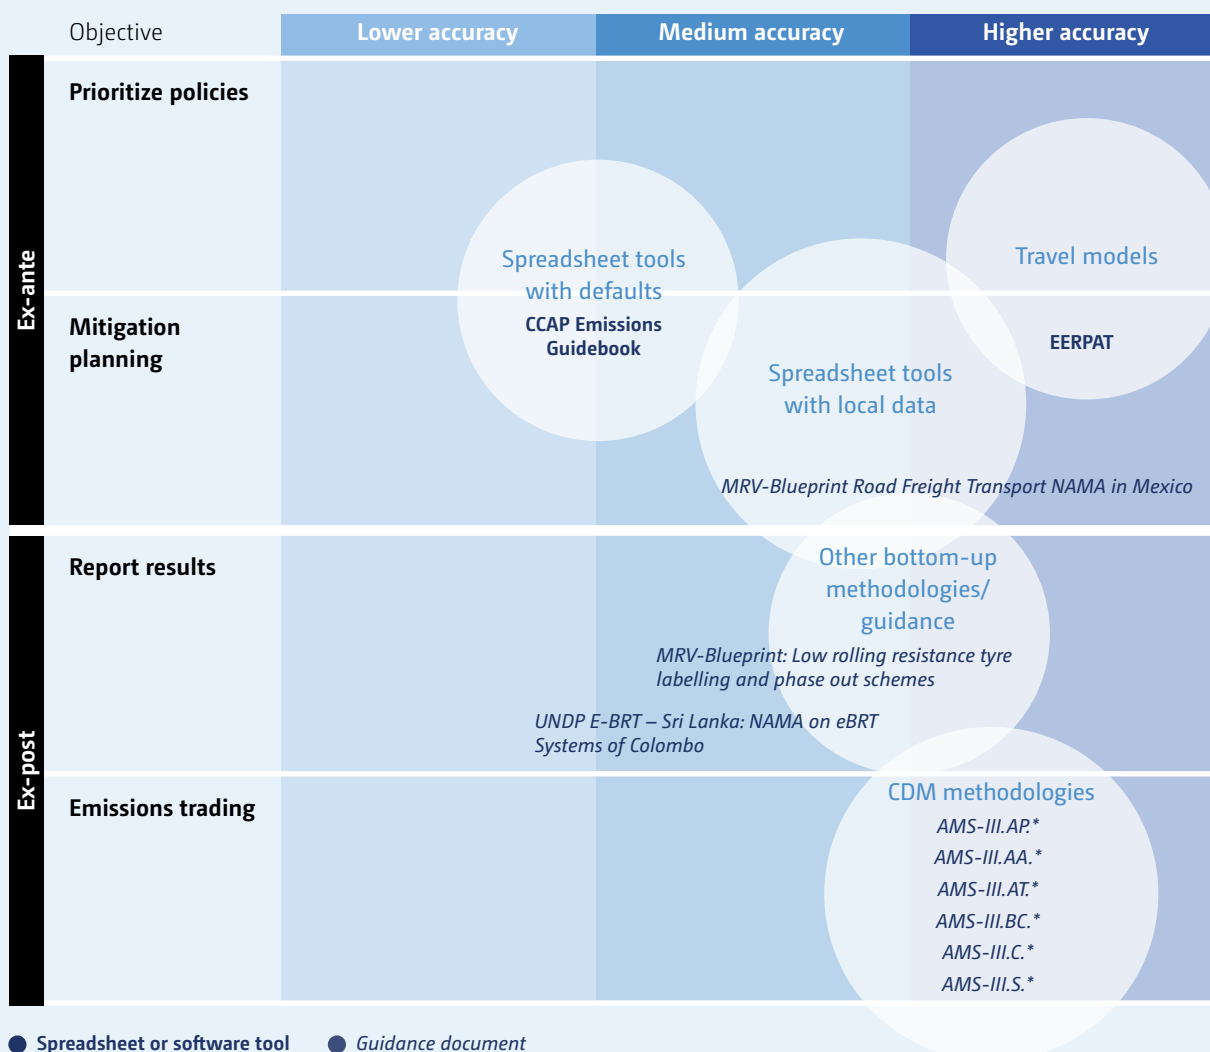 Objective
Lower accuracy
Medium accuracy
Higher accuracy
Ex-ante
Prioritize policies
Spreadsheet tools
with defaults
CCAP Emissions
Guidebook
Travel models
EERPAT
Mitigation
planning
Spreadsheet tools
with local data
MRV-Blueprint Road Freight Transport NAMA in Mexico
Ex-post
Report results
Other bottom-up
methodologies/
guidance
MRV-Blueprint: Low rolling resistance tyre
labelling and phase out schemes
UNDP E-BRT – Sri Lanka: NAMA on eBRT
Systems of Colombo
Emissions trading
CDM methodologies
AMS-III.AP.*
AMS-III.AA.*
AMS-III.AT.*
AMS-III.BC.*
AMS-III.C.*
AMS-III.S.*
Spreadsheet or software tool
Guidance document